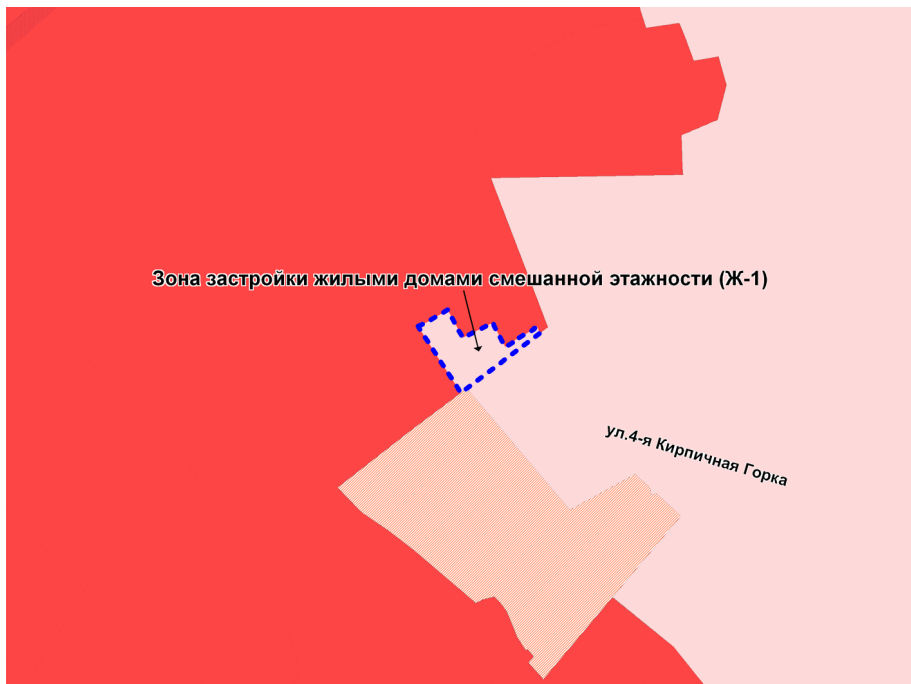 Зона застройки жилыми домами смешанной этажности (Ж-1)
ул.4-я Кирпичная Горка